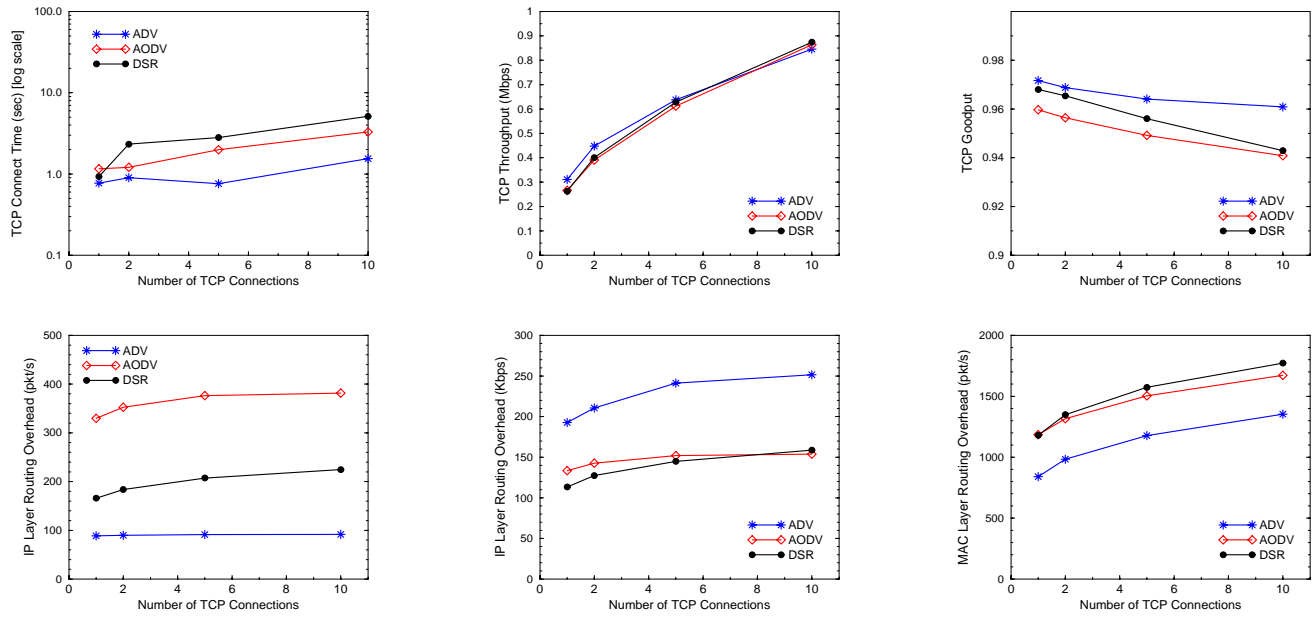 TCP Connect Time (sec) [log scale]
100.0
10.0
1.0
0.1
ADV
AODV
DSR
0 2 4 6 8 10
Number of TCP Connections
TCP Throughput (Mbps)
1
0.9
0.8
0.7
0.6
0.5
0.4
0.3
0.2
0.1
0
ADV
AODV
DSR
0 2 4 6 8 10
Number of TCP Connections
TCP Goodput
0.98
0.96
0.94
0.92
0.9
ADV
AODV
DSR
0 2 4 6 8 10
Number of TCP Connections
IP Layer Routing Overhead (pkt/s)
500
400
300
200
100
0
ADV
AODV
DSR
0 2 4 6 8 10
Number of TCP Connections
IP Layer Routing Overhead (Kbps)
300
250
200
150
100
50
0
ADV
AODV
DSR
0 2 4 6 8 10
Number of TCP Connections
MAC Layer Routing Overhead (pkt/s)
2000
1500
1000
500
0
ADV
AODV
DSR
0 2 4 6 8 10
Number of TCP Connections